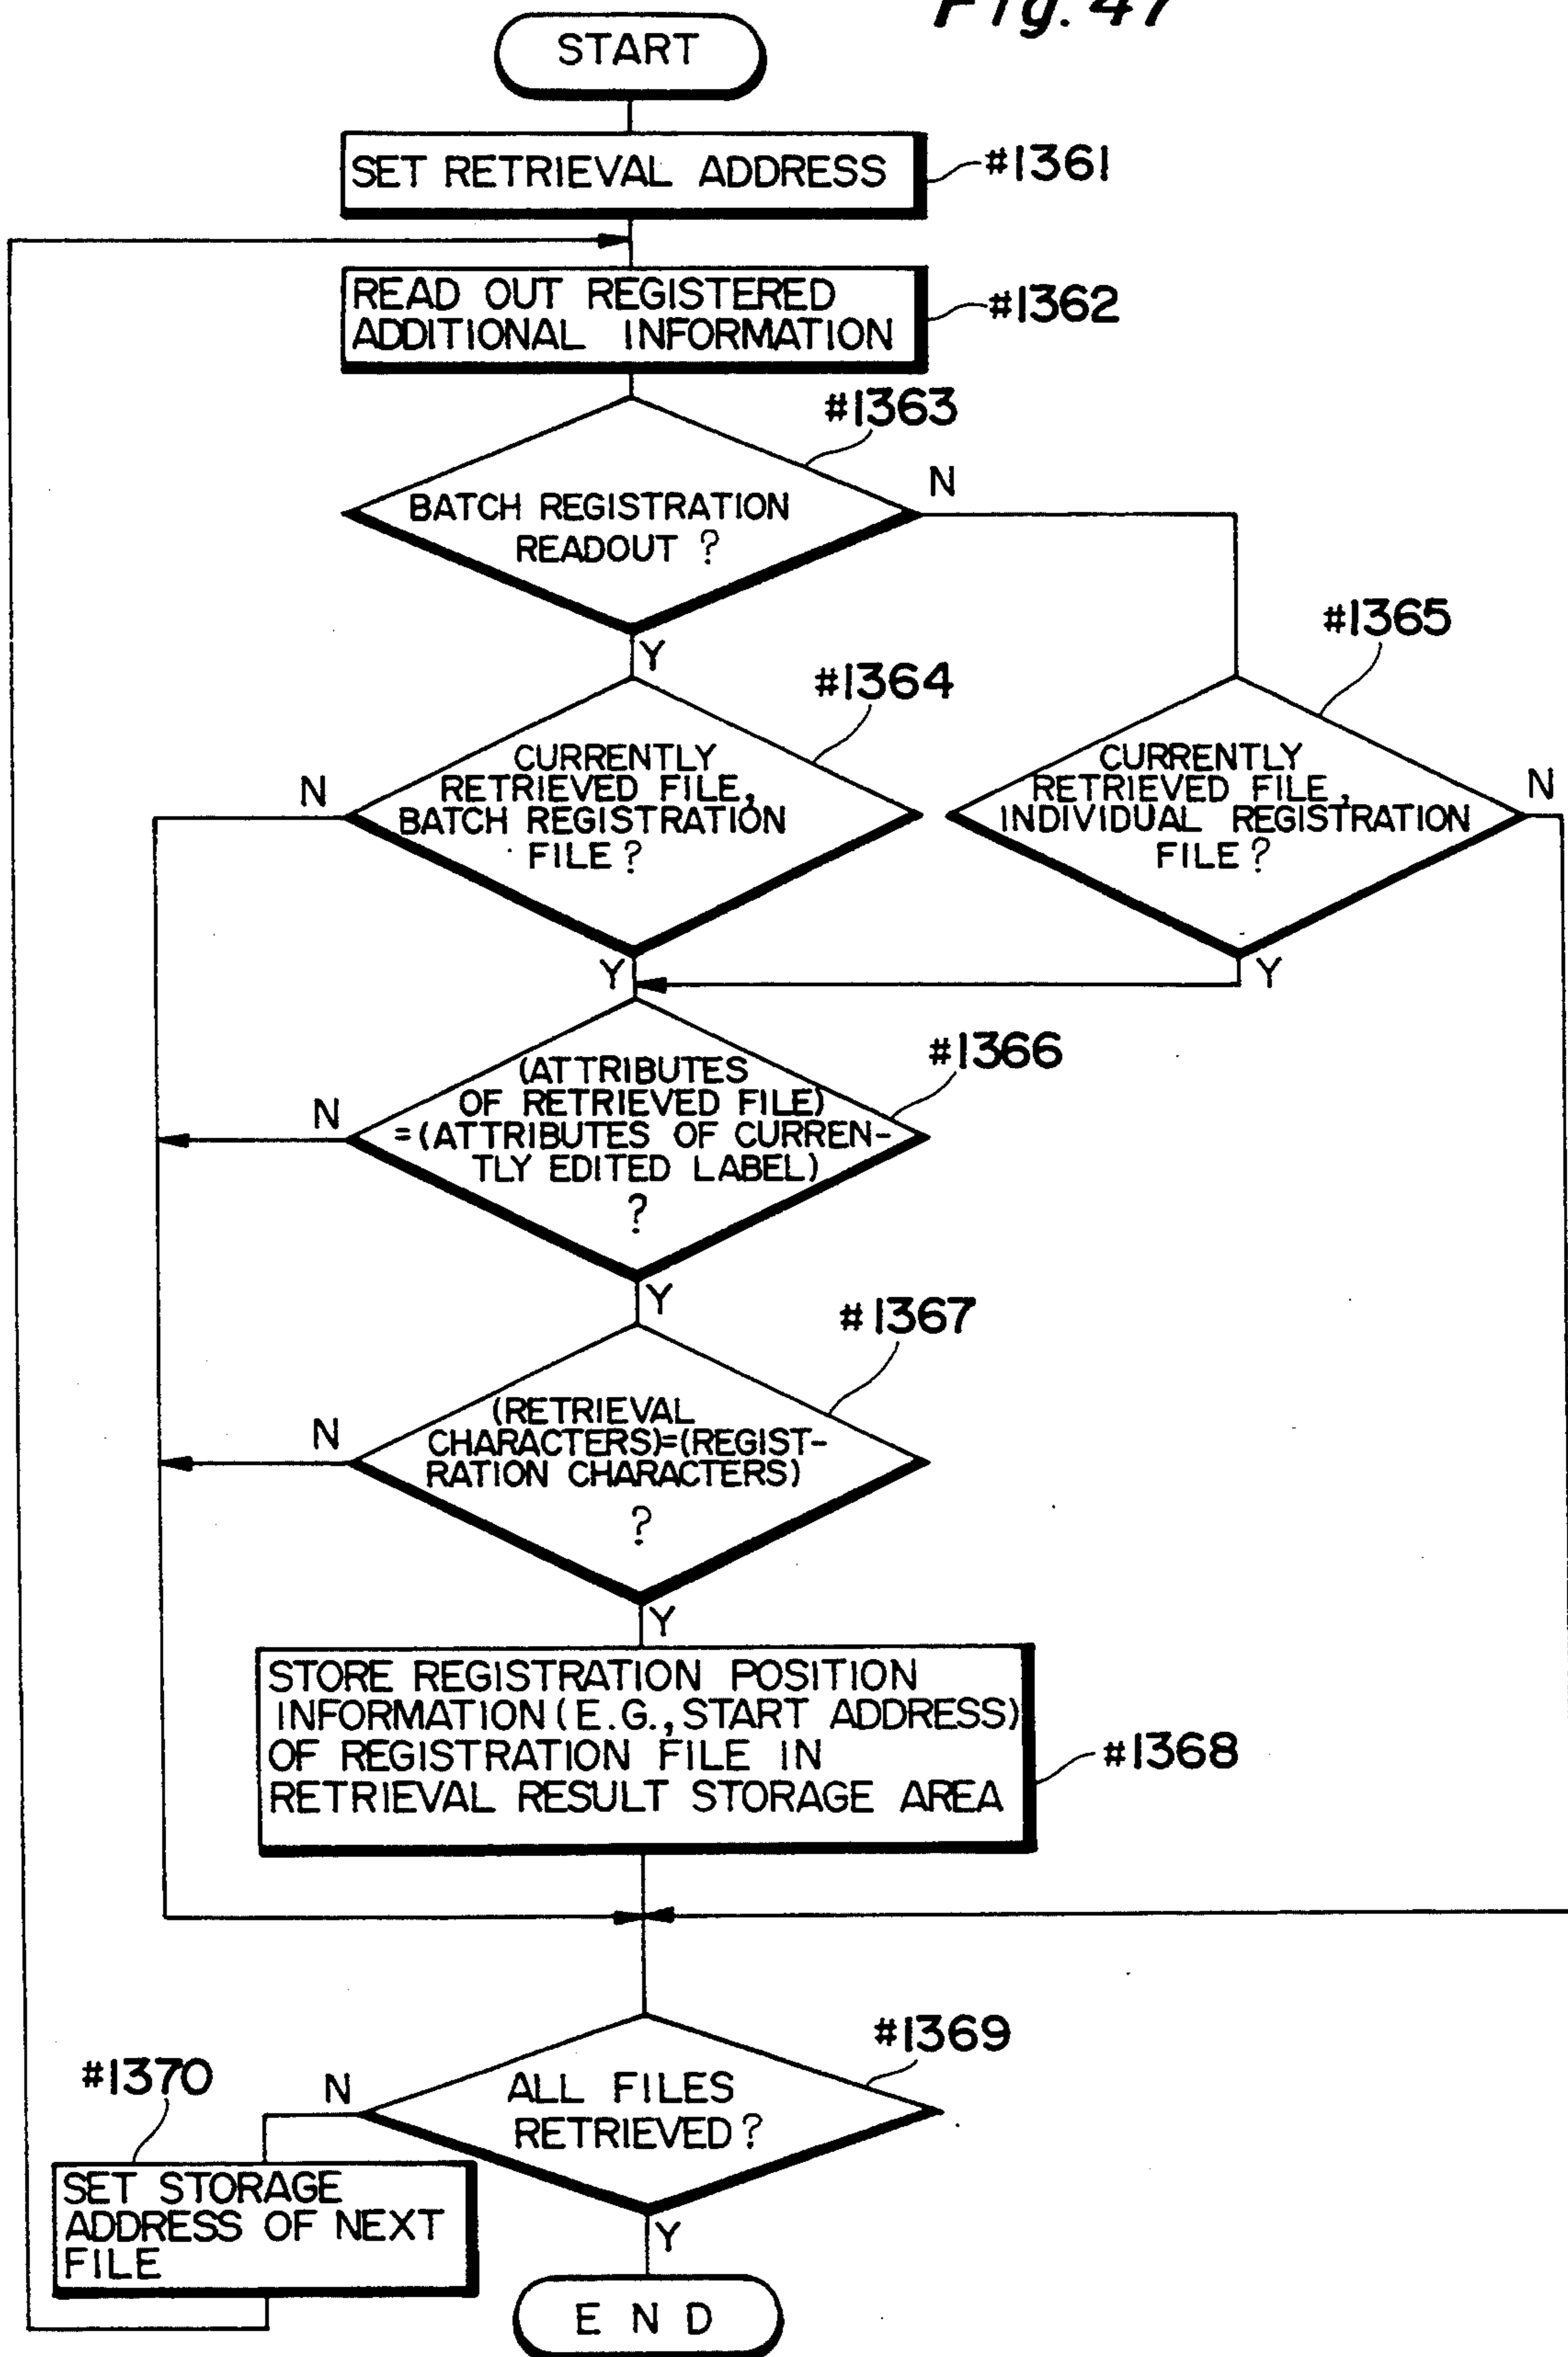 Fig. 47
START
SET RETRIEVAL ADDRESS
#1361
READ OUT REGISTERED
ADDITIONAL INFORMATION
#1362
#1363
BATCH REGISTRATION
READOUT ?
N
Y
#1364
CURRENTLY
RETRIEVED FILE,
BATCH REGISTRATION
FILE?
N
Y
#1365
CURRENTLY
RETRIEVED FILE,
INDIVIDUAL REGISTRATION
FILE?
N
Y
#1366
(ATTRIBUTES
OF RETRIEVED FILE)
=(ATTRIBUTES OF CURREN-
TLY EDITED LABEL)
?
N
Y
#1367
(RETRIEVAL
CHARACTERS)=(REGIST-
RATION CHARACTERS)
?
N
Y
STORE REGISTRATION POSITION
INFORMATION (E.G., START ADDRESS)
OF REGISTRATION FILE IN
RETRIEVAL RESULT STORAGE AREA
#1368
#1369
ALL FILES
RETRIEVED?
N
Y
#1370
SET STORAGE
ADDRESS OF NEXT
FILE
END